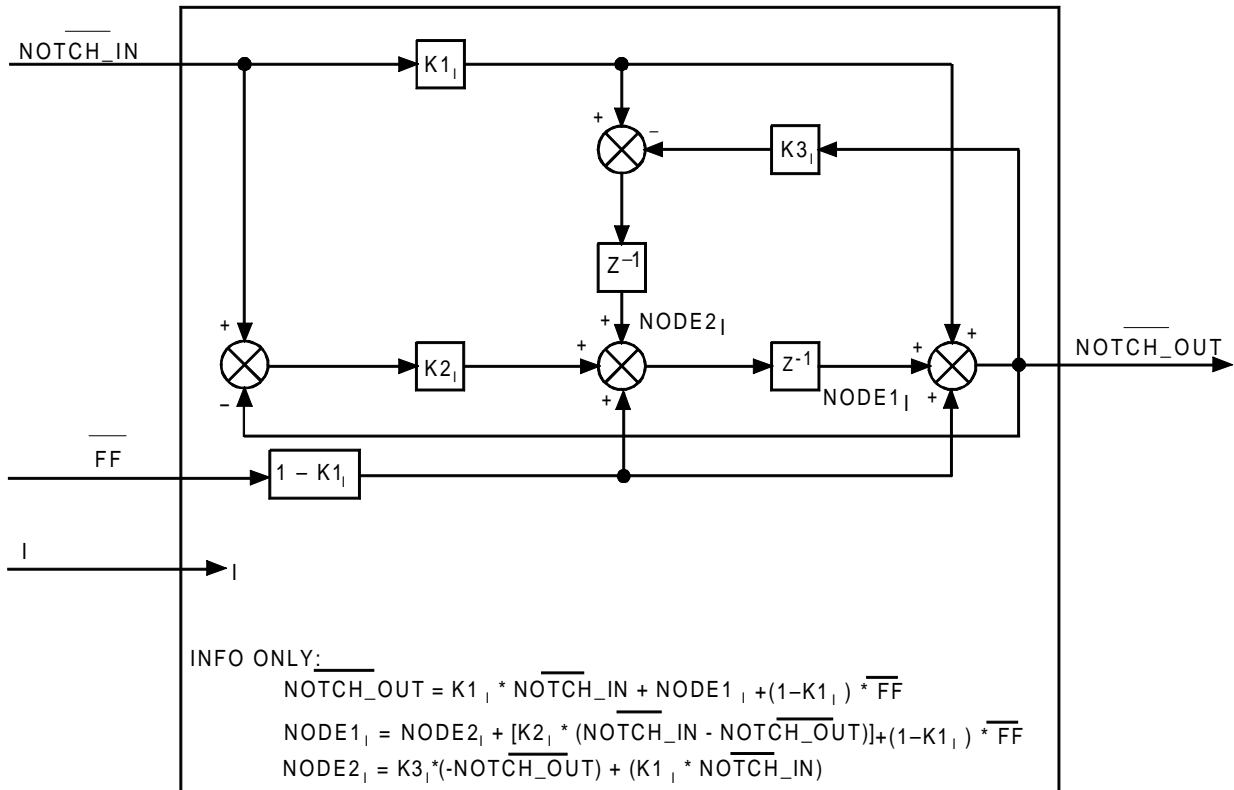 NOTCH_IN
K1I
+
–
K3I
Z–1
+
+
NODE2I
+
NOTCH_OUT
K2I
+
Z-1
+
–
+
NODE1I
+
FF
1 – K1I
I
I
INFO ONLY:
NOTCH_OUT = K1I * NOTCH_IN + NODE1I +(1–K1I) * FF
NODE1I = NODE2I + [K2I * (NOTCH_IN - NOTCH_OUT)]+(1–K1I) * FF
NODE2I = K3I*(-NOTCH_OUT) + (K1I * NOTCH_IN)